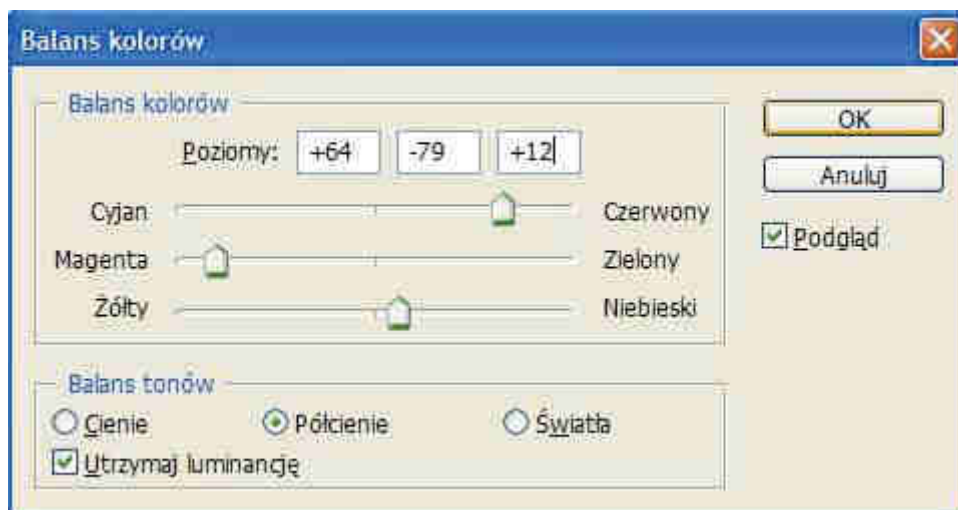 Balans kolorów
Balans kolorów
Poziomy: +64 -79 +12
OK
Anuluj
Cyjan Czerwony
Podgląd
Magenta Zielony
Żółty Niebieski
Balans tonów
Cienie Półcienie Światła
Utrzymaj luminancję